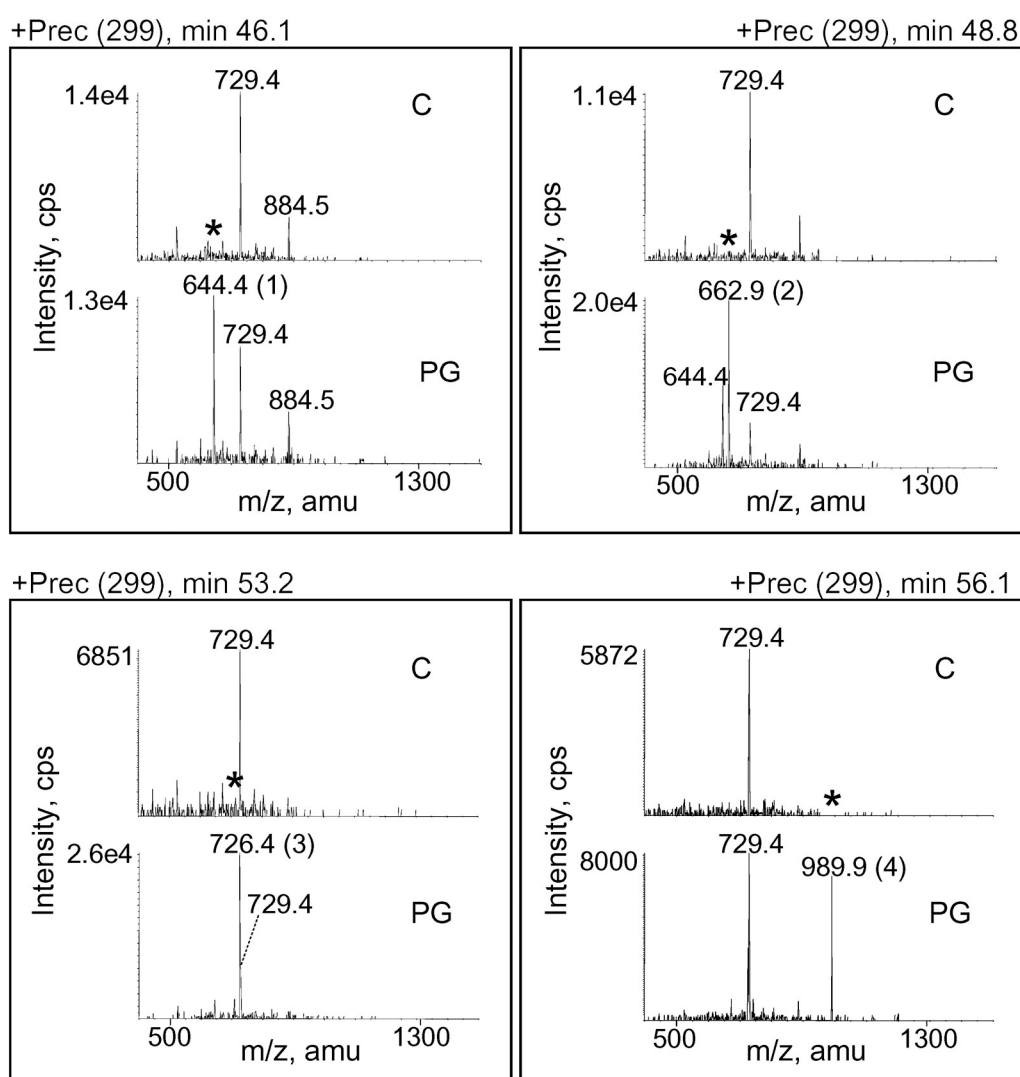 +Prec (299), min 46.1
1.4e4
729.4
C
*
884.5
1.3e4
644.4 (1)
729.4
PG
884.5
Intensity, cps
500
1300
m/z, amu
+Prec (299), min 48.8
1.1e4
729.4
C
*
2.0e4
662.9 (2)
644.4
729.4
PG
Intensity, cps
500
1300
m/z, amu
+Prec (299), min 53.2
6851
729.4
C
*
2.6e4
726.4 (3)
729.4
PG
Intensity, cps
500
1300
m/z, amu
+Prec (299), min 56.1
5872
729.4
C
*
8000
729.4
989.9 (4)
PG
Intensity, cps
500
1300
m/z, amu